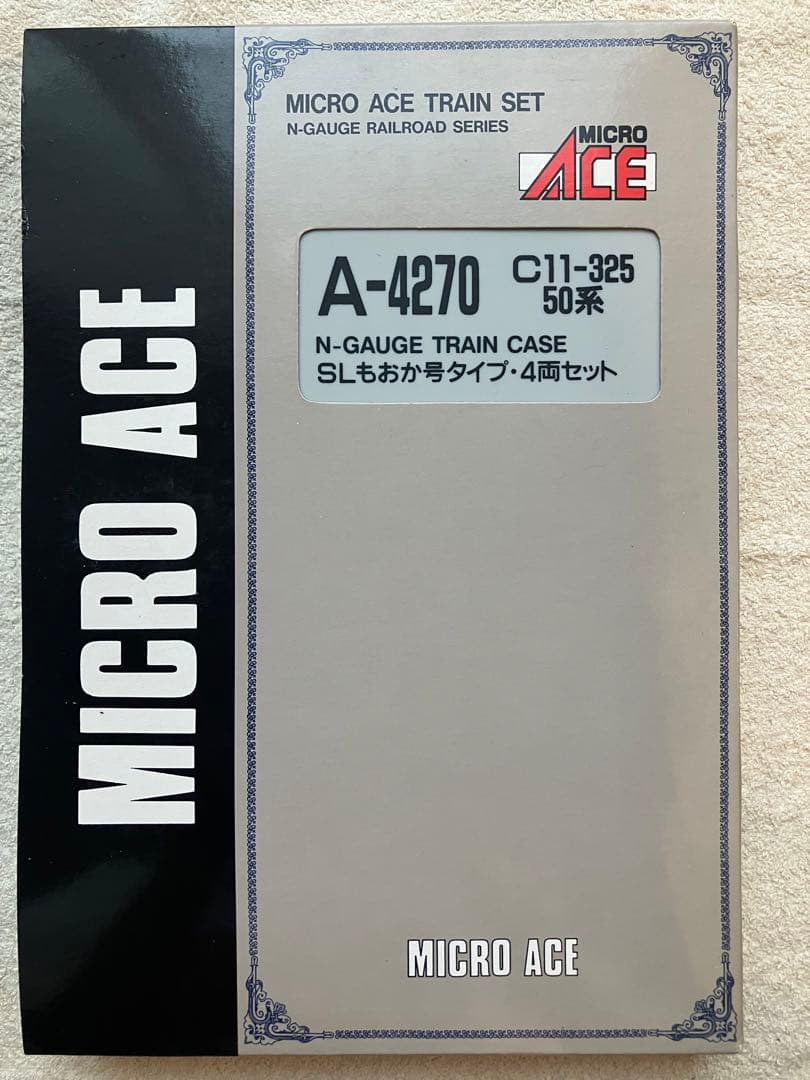 MICRO ACE
MICRO ACE TRAIN SET
N-GAUGE RAILROAD SERIES
MICRO
ACE
A-4270 C11-325
50系
N-GAUGE TRAIN CASE
SLもおか号タイプ・4両セット
MICRO ACE